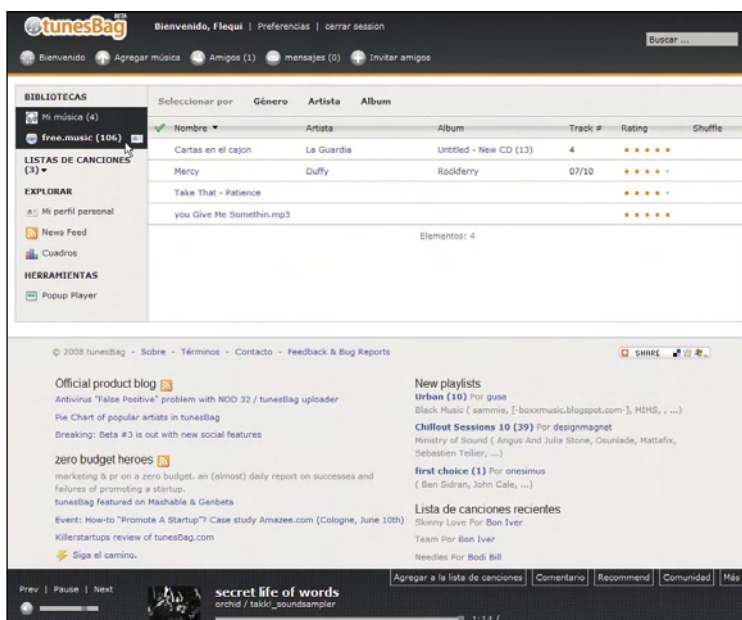 tunesBag BETA
Bienvenido, Flequi | Preferencias | cerrar session
Buscar ...
Bienvenido Agregar música Amigos (1) mensajes (0) Invitar amigos
BIBLIOTECAS
Mi música (4)
free.music (106)
LISTAS DE CANCIONES
(3)
EXPLORAR
Mi perfil personal
News Feed
Cuadros
HERRAMIENTAS
Popup Player
Seleccionar por Género Artista Album
Nombre Artista Album Track # Rating Shuffle
Cartas en el cajon La Guardia Untitled - New CD (13) 4
Mercy Duffy Rockferry 07/10
Take That - Patience
you Give Me Somethin.mp3
Elementos: 4
© 2008 tunesBag - Sobre - Términos - Contacto - Feedback & Bug Reports
SHARE
Official product blog
Antivirus "False Positive" problem with NOD 32 / tunesBag uploader
Pie Chart of popular artists in tunesBag
Breaking: Beta #3 is out with new social features
zero budget heroes
marketing & pr on a zero budget. an (almost) daily report on successes and
failures of promoting a startup.
tunesBag featured on Mashable & Genbeta
Event: How-to "Promote A Startup"? Case study Amazee.com (Cologne, June 10th)
Killerstartups review of tunesBag.com
Siga el camino.
New playlists
Urban (10) Por gusa
Black Music ( sammie, [-boxxmusic.blogspot.com-], MIMS, , ...)
Chillout Sessions 10 (39) Por designmagnet
Ministry of Sound ( Angus And Julia Stone, Osunlade, Mattafix,
Sebastien Tellier, ...)
first choice (1) Por onesimus
( Ben Sidran, John Cale, ...)
Lista de canciones recientes
Skinny Love Por Bon Iver
Team Por Bon Iver
Needles Por Bodi Bill
Agregar a la lista de canciones Comentario Recommend Comunidad Más
Prev | Pause | Next
secret life of words
orchid / takk!_soundsampler